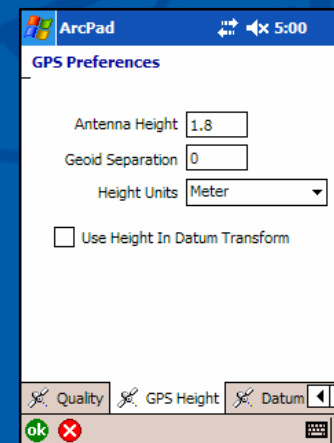 ArcPad 5:00
GPS Preferences
Antenna Height 1.8
Geoid Separation 0
Height Units Meter
Use Height In Datum Transform
Quality GPS Height Datum
ok